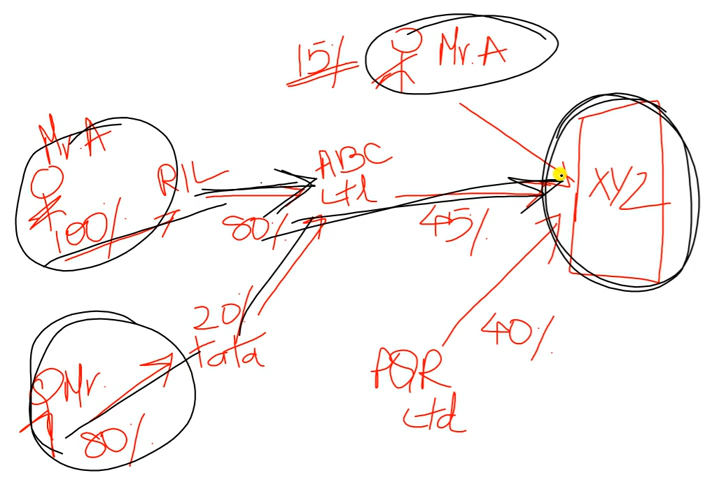 15%
Mr.A
Mr.A
100%
RIL
80%
ABC
Ltd
45%
XYZ
20%
Tata
Mr.
80%
40%
PQR
Ltd